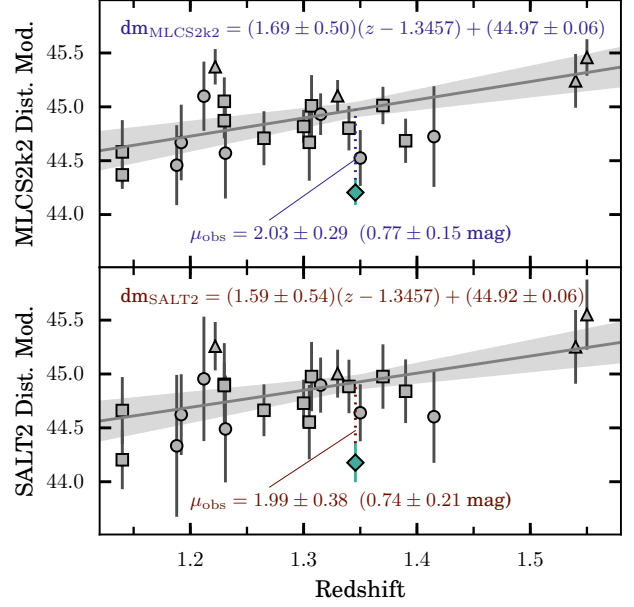 dm_MLCS2k2 = (1.69 ± 0.50)(z − 1.3457) + (44.97 ± 0.06)
45.5
45.0
44.5
44.0
MLCS2k2 Dist. Mod.
μ_obs = 2.03 ± 0.29 (0.77 ± 0.15 mag)
dm_SALT2 = (1.59 ± 0.54)(z − 1.3457) + (44.92 ± 0.06)
45.5
45.0
44.5
44.0
SALT2 Dist. Mod.
μ_obs = 1.99 ± 0.38 (0.74 ± 0.21 mag)
1.2 1.3 1.4 1.5
Redshift